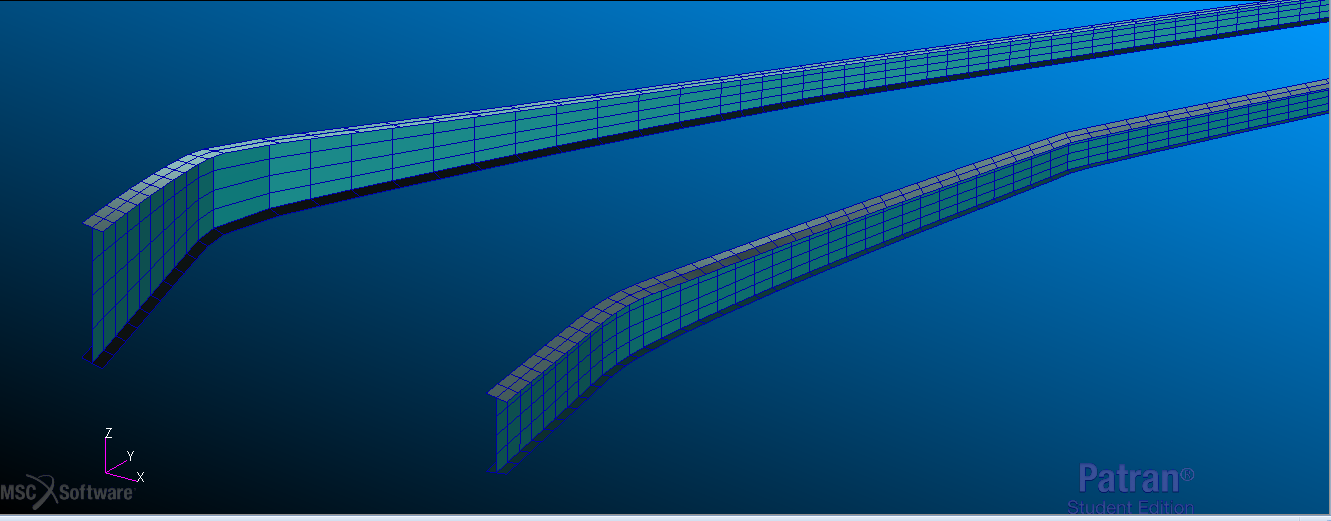 Z
Y
X
MSC Software
Patran®
Student Edition